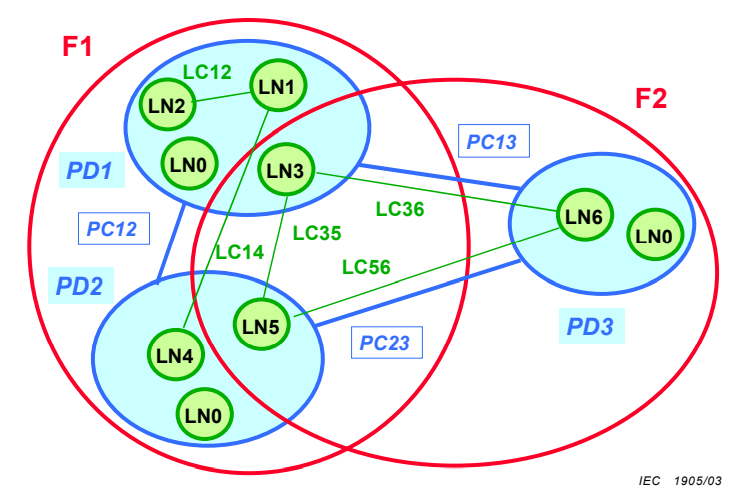 F1
F2
LC12
LN1
LN2
LN0
LN3
PD1
PC13
LN6
LN0
LC36
PC12
LC35
LC14
LC56
PD2
LN5
LN4
PC23
PD3
LN0
IEC 1905/03